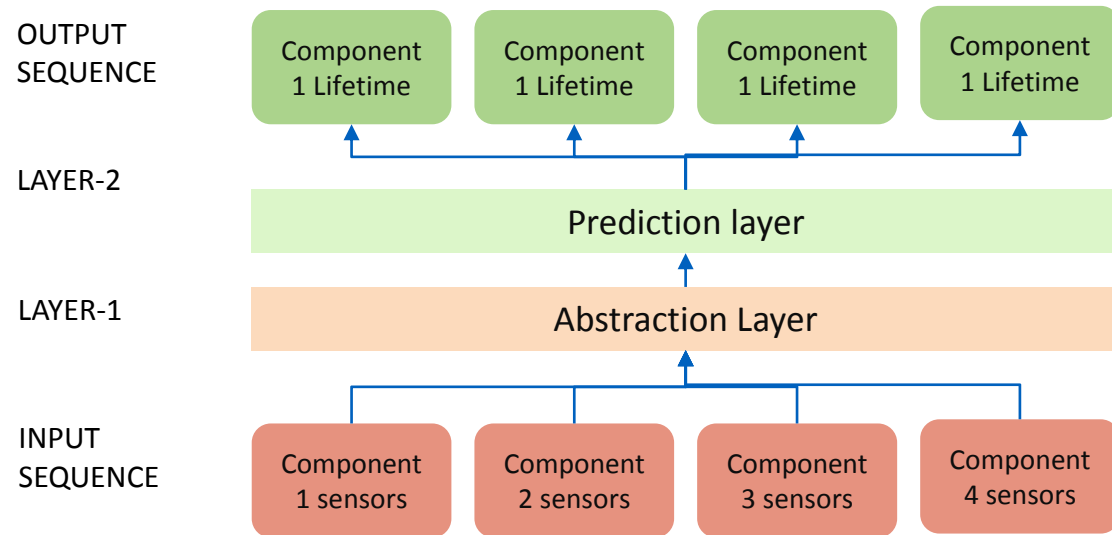 OUTPUT
SEQUENCE
Component
1 Lifetime
Component
1 Lifetime
Component
1 Lifetime
Component
1 Lifetime
LAYER-2
Prediction layer
LAYER-1
Abstraction Layer
INPUT
SEQUENCE
Component
1 sensors
Component
2 sensors
Component
3 sensors
Component
4 sensors